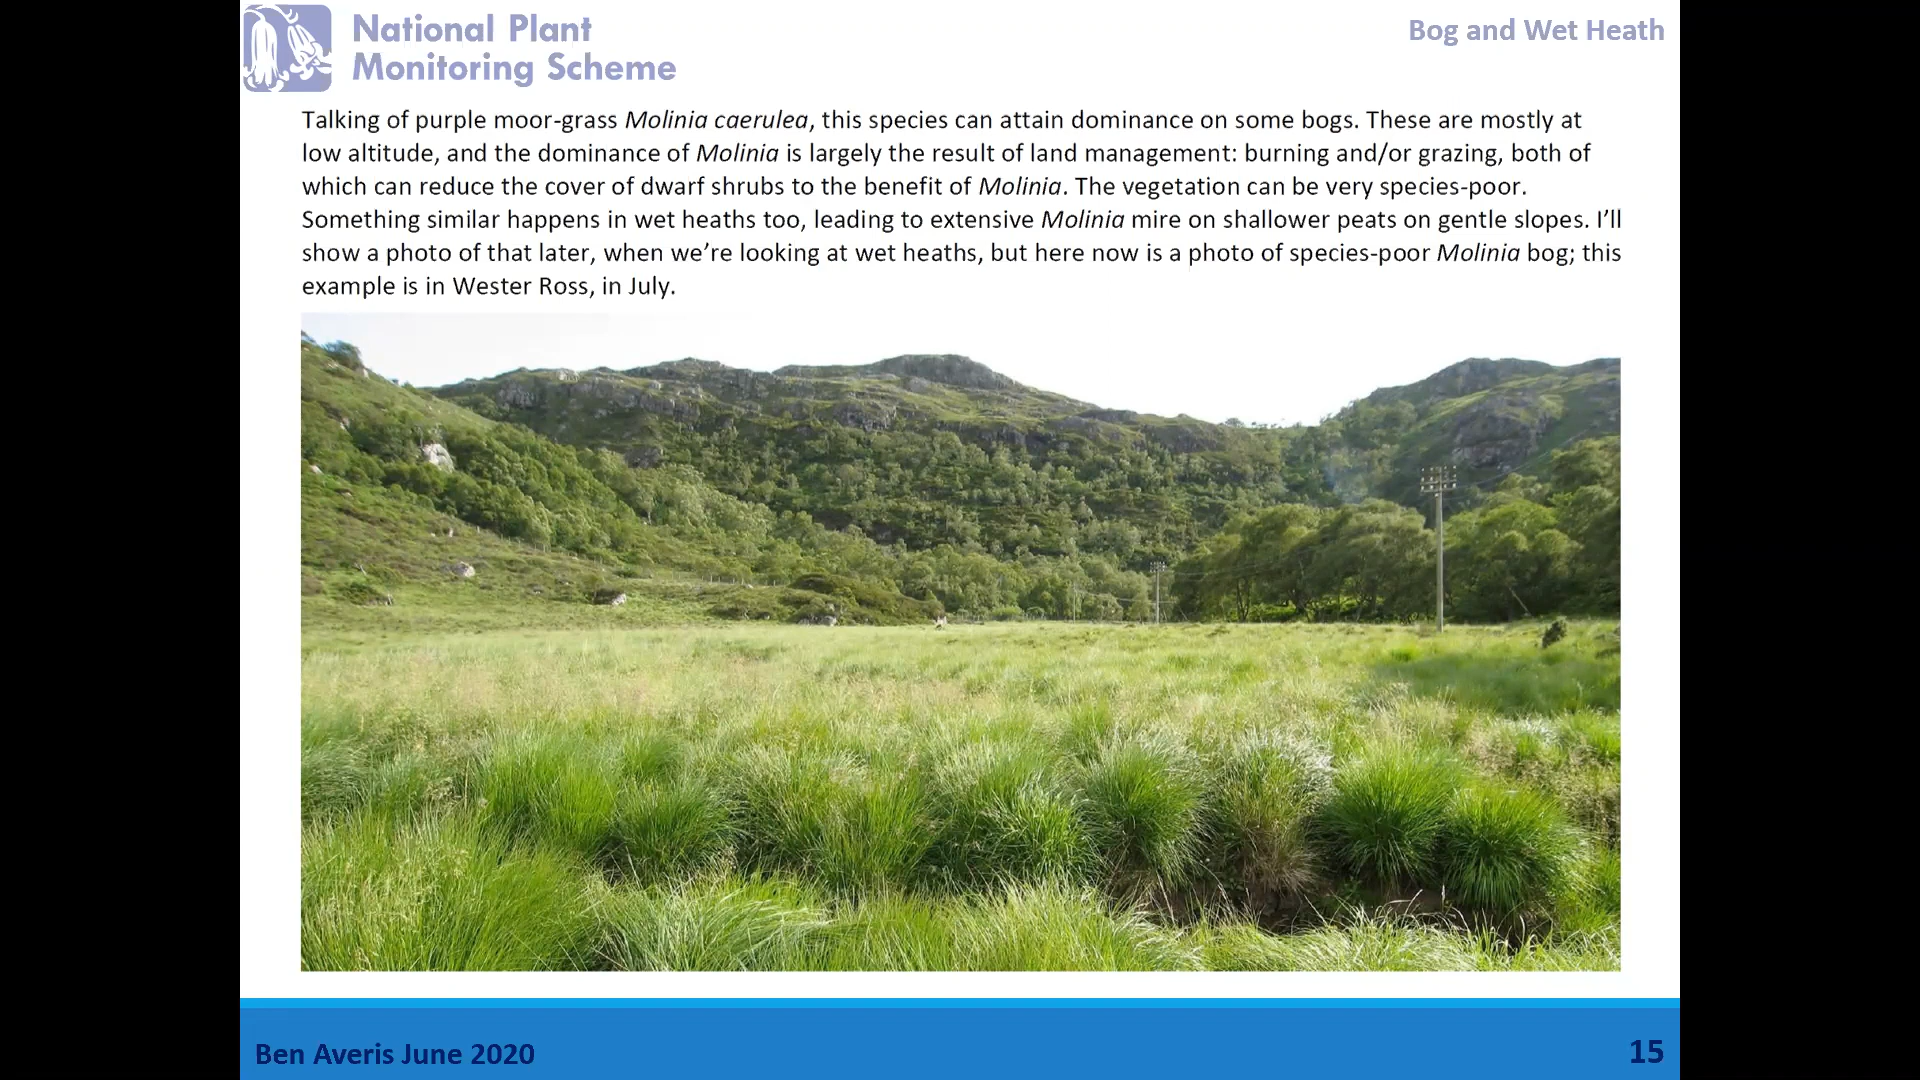 National Plant
Monitoring Scheme
Bog and Wet Heath
Talking of purple moor-grass Molinia caerulea, this species can attain dominance on some bogs. These are mostly at
low altitude, and the dominance of Molinia is largely the result of land management: burning and/or grazing, both of
which can reduce the cover of dwarf shrubs to the benefit of Molinia. The vegetation can be very species-poor.
Something similar happens in wet heaths too, leading to extensive Molinia mire on shallower peats on gentle slopes. I’ll
show a photo of that later, when we’re looking at wet heaths, but here now is a photo of species-poor Molinia bog; this
example is in Wester Ross, in July.
Ben Averis June 2020
15